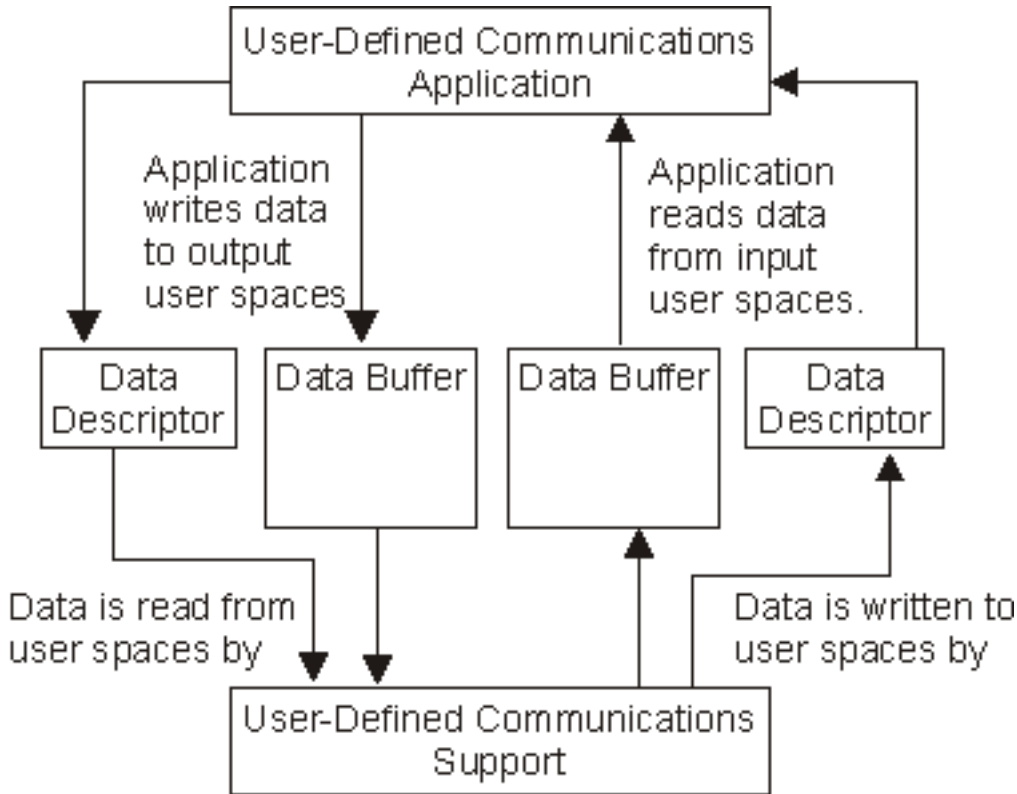 User-Defined Communications
Application
Application
writes data
to output
user spaces
Application
reads data
from input
user spaces.
Data
Descriptor
Data Buffer
Data Buffer
Data
Descriptor
Data is read from
user spaces by
Data is written to
user spaces by
User-Defined Communications
Support